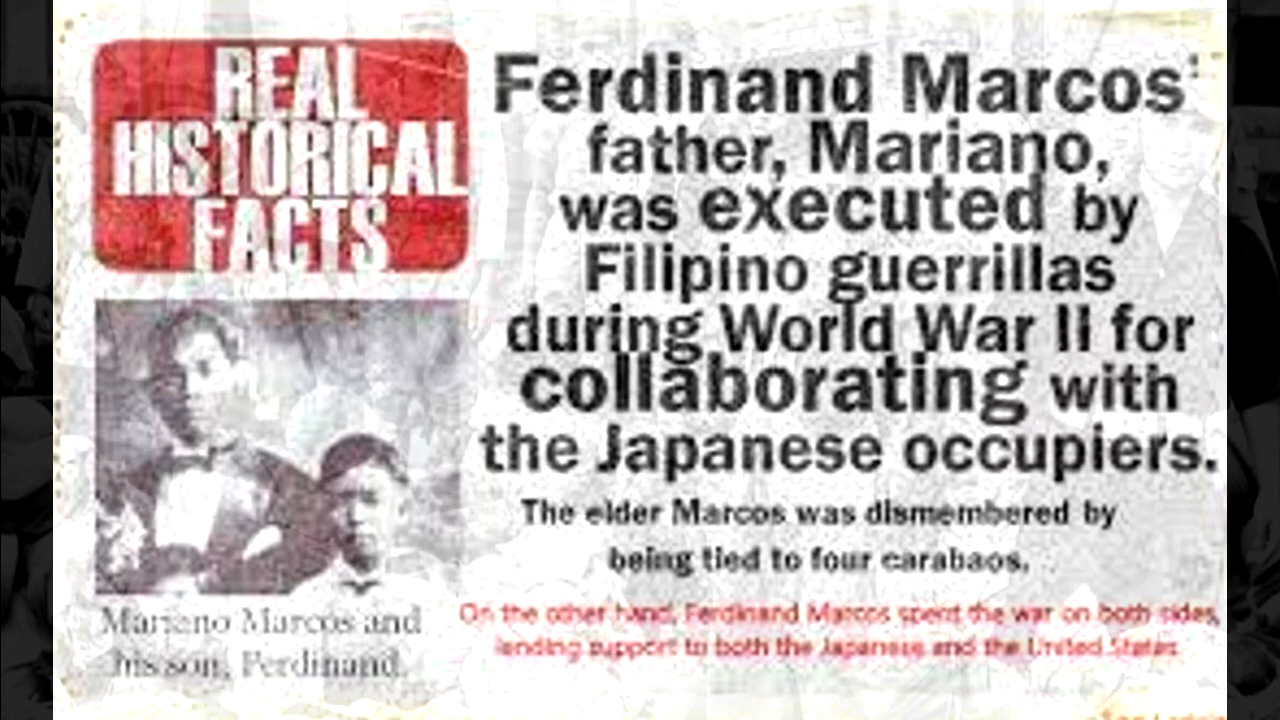 REAL
HISTORICAL
FACTS
Ferdinand Marcos'
father, Mariano,
was executed by
Filipino guerrillas
during World War II for
collaborating with
the Japanese occupiers.
The elder Marcos was dismembered by
being tied to four carabaos.
On the other hand, Ferdinand Marcos spent the war on both sides,
lending support to both the Japanese and the United States.
Mariano Marcos and
his son, Ferdinand.